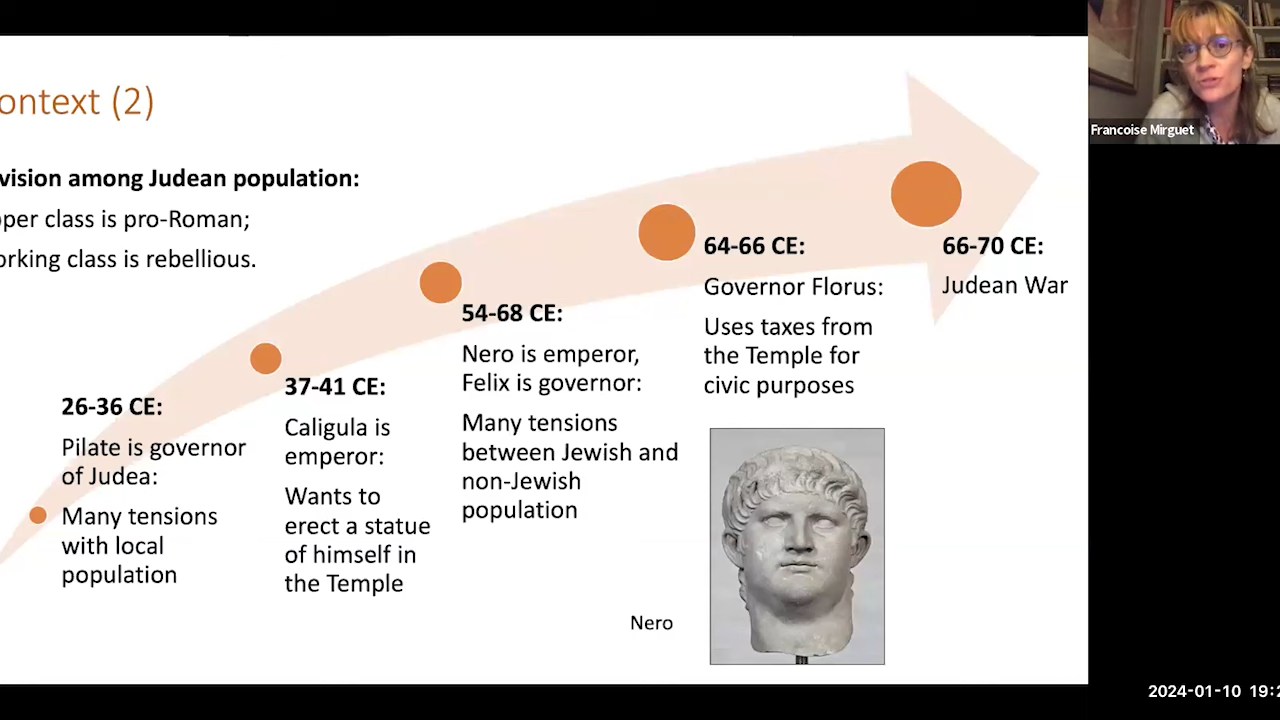 ontext (2)
vision among Judean population:
per class is pro-Roman;
orking class is rebellious.
26-36 CE:
Pilate is governor
of Judea:
Many tensions
with local
population
37-41 CE:
Caligula is
emperor:
Wants to
erect a statue
of himself in
the Temple
54-68 CE:
Nero is emperor,
Felix is governor:
Many tensions
between Jewish and
non-Jewish
population
64-66 CE:
Governor Florus:
Uses taxes from
the Temple for
civic purposes
66-70 CE:
Judean War
Nero
Francoise Mirguet
2024-01-10 19:2